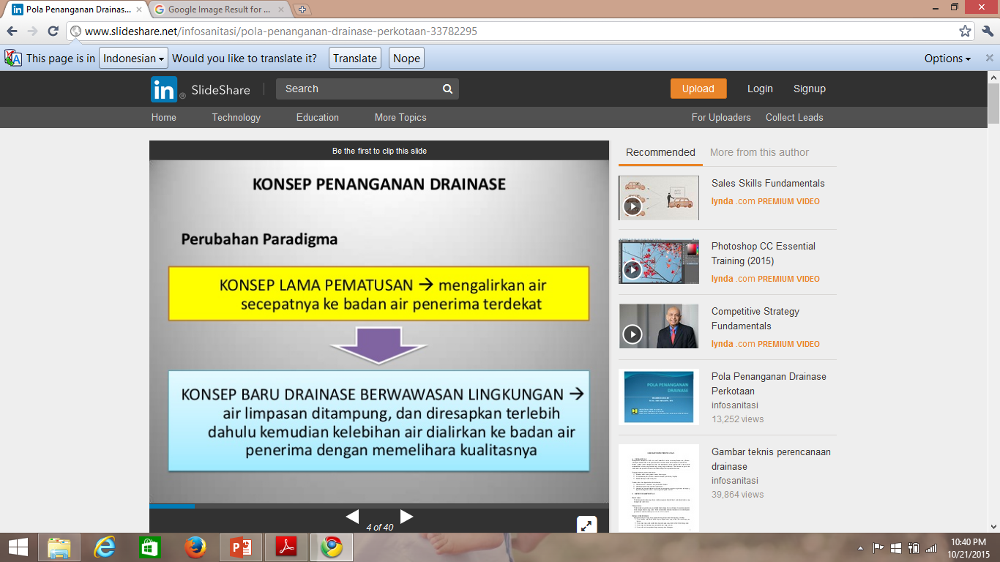 Pola Penanganan Drainas...
Google Image Result for ...
www.slideshare.net/infosanitasi/pola-penanganan-drainase-perkotaan-33782295
This page is in Indonesian Would you like to translate it? Translate Nope Options
in SlideShare Search Upload Login Signup
Home Technology Education More Topics For Uploaders Collect Leads
Be the first to clip this slide
KONSEP PENANGANAN DRAINASE
Perubahan Paradigma
KONSEP LAMA PEMATUSAN → mengalirkan air
secepatnya ke badan air penerima terdekat
KONSEP BARU DRAINASE BERWAWASAN LINGKUNGAN →
air limpasan ditampung, dan diresapkan terlebih
dahulu kemudian kelebihan air dialirkan ke badan air
penerima dengan memelihara kualitasnya
4 of 40
Recommended More from this author
Sales Skills Fundamentals
lynda .com PREMIUM VIDEO
Photoshop CC Essential
Training (2015)
lynda .com PREMIUM VIDEO
Competitive Strategy
Fundamentals
lynda .com PREMIUM VIDEO
POLA PENANGANAN
DRAINASE
Pola Penanganan Drainase
Perkotaan
infosanitasi
13,252 views
Gambar teknis perencanaan
drainase
infosanitasi
39,864 views
10:40 PM
10/21/2015